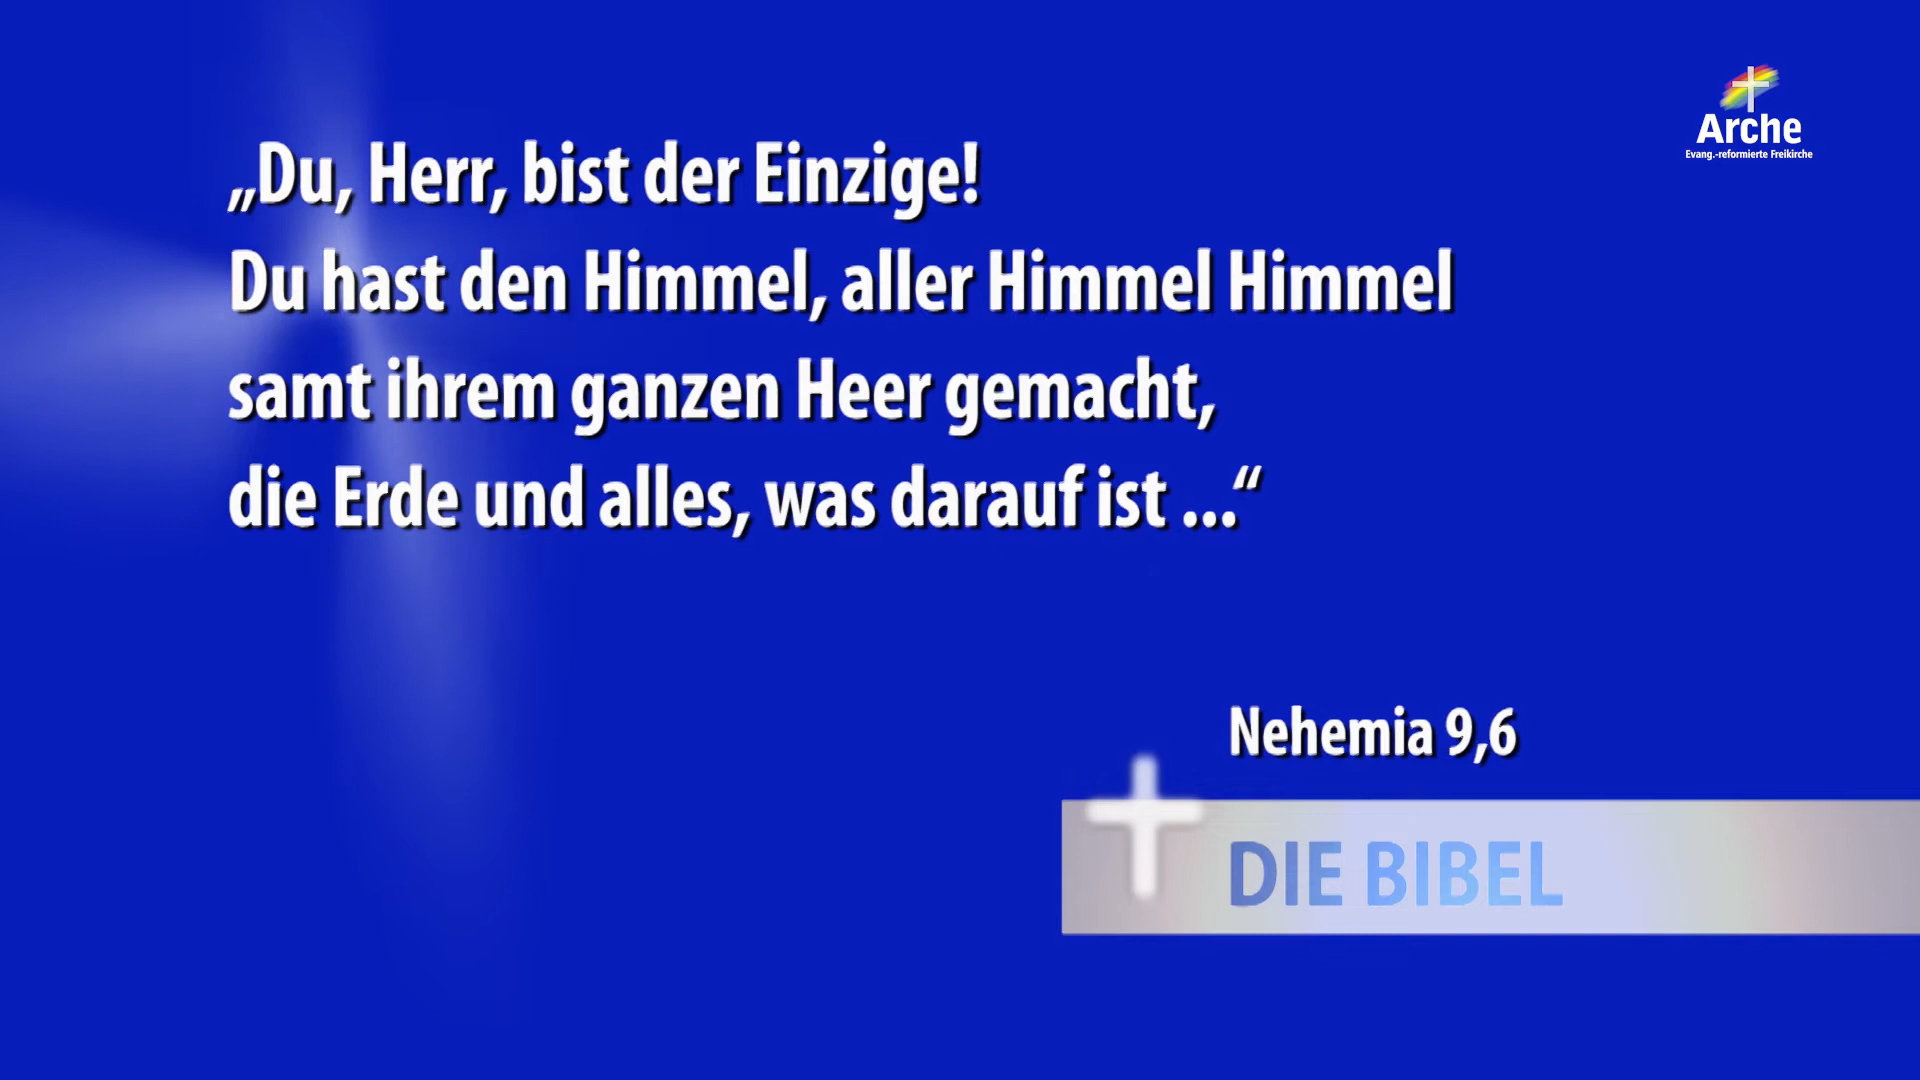 Arche
Evang.-reformierte Freikirche
„Du, Herr, bist der Einzige!
Du hast den Himmel, aller Himmel Himmel
samt ihrem ganzen Heer gemacht,
die Erde und alles, was darauf ist ...“
Nehemia 9,6
DIE BIBEL